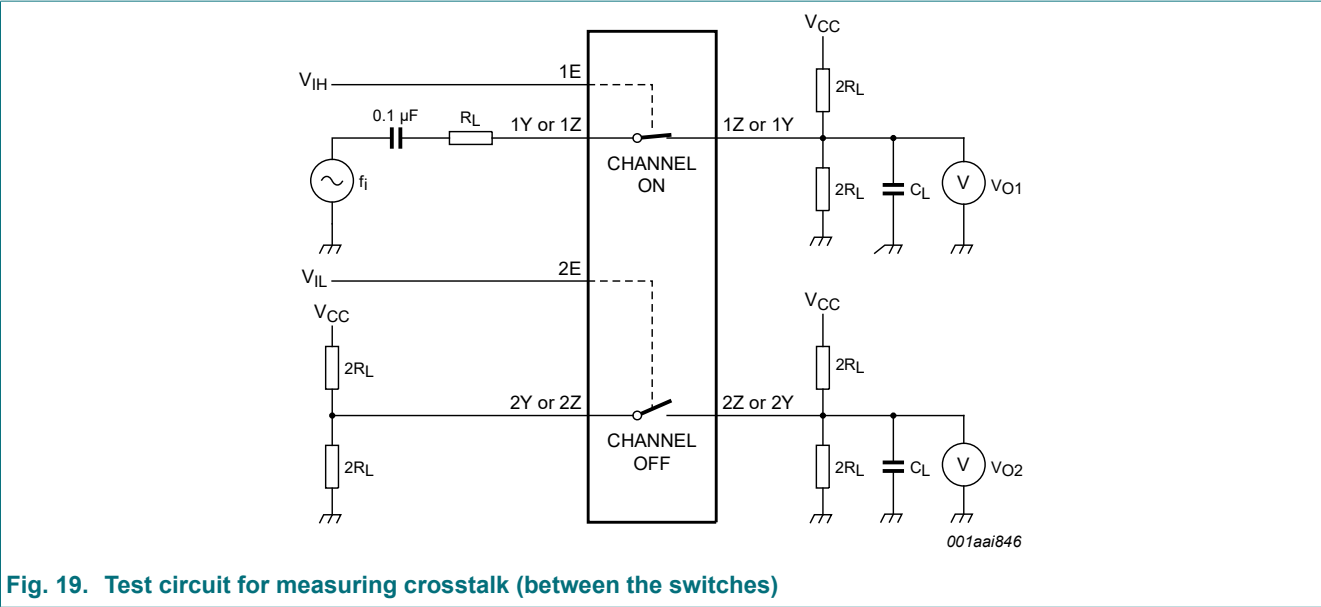 VCC
VIH
1E
2RL
0.1 µF
RL
1Y or 1Z
1Z or 1Y
fi
CHANNEL
ON
2RL
CL
V
VO1
VIL
2E
VCC
VCC
2RL
2RL
2Y or 2Z
2Z or 2Y
CHANNEL
OFF
2RL
2RL
CL
V
VO2
001aai846
Fig. 19. Test circuit for measuring crosstalk (between the switches)